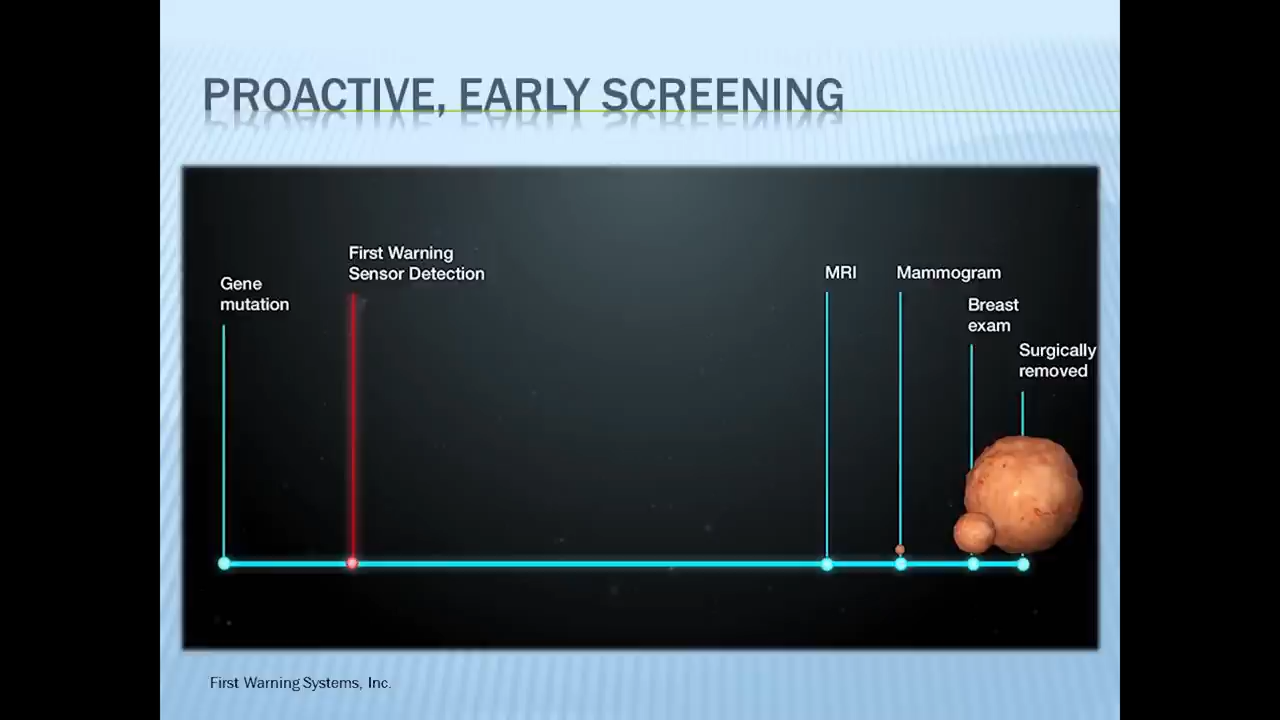 PROACTIVE, EARLY SCREENING
First Warning
Sensor Detection
Gene
mutation
MRI
Mammogram
Breast
exam
Surgically
removed
First Warning Systems, Inc.